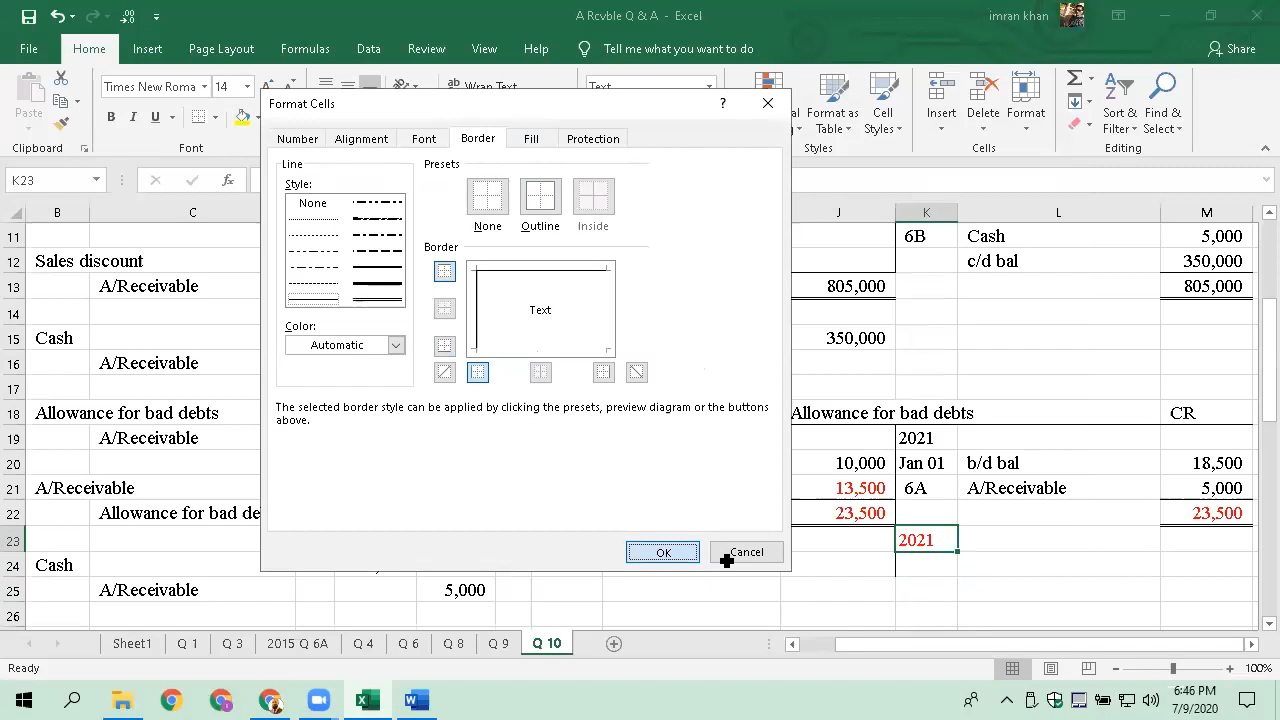 A Rcvble Q & A - Excel
imran khan
File Home Insert Page Layout Formulas Data Review View Help Tell me what you want to do Share
Times New Roma 14 Wrap Text Text
Paste
B I U
Format as Table
Cell Styles
Insert Delete Format
Sort & Filter
Find & Select
Clipboard Font Styles Cells Editing
Format Cells ?
Number Alignment Font Border Fill Protection
Line
Style:
None
Color:
Automatic
Presets
None Outline Inside
Border
Text
The selected border style can be applied by clicking the presets, preview diagram or the buttons
above.
OK Cancel
K23 fx
B C J K L M
11 6B Cash 5,000
12 Sales discount c/d bal 350,000
13 A/Receivable 805,000 805,000
14
15 Cash 350,000
16 A/Receivable
17
18 Allowance for bad debts Allowance for bad debts CR
19 A/Receivable 2021
20 10,000 Jan 01 b/d bal 18,500
21 A/Receivable 13,500 6A A/Receivable 5,000
22 Allowance for bad de 23,500 23,500
23 2021
24 Cash
25 A/Receivable 5,000
26
Sheet1 Q 1 Q 3 2015 Q 6A Q 4 Q 6 Q 8 Q 9 Q 10
Ready 100%
6:46 PM
7/9/2020